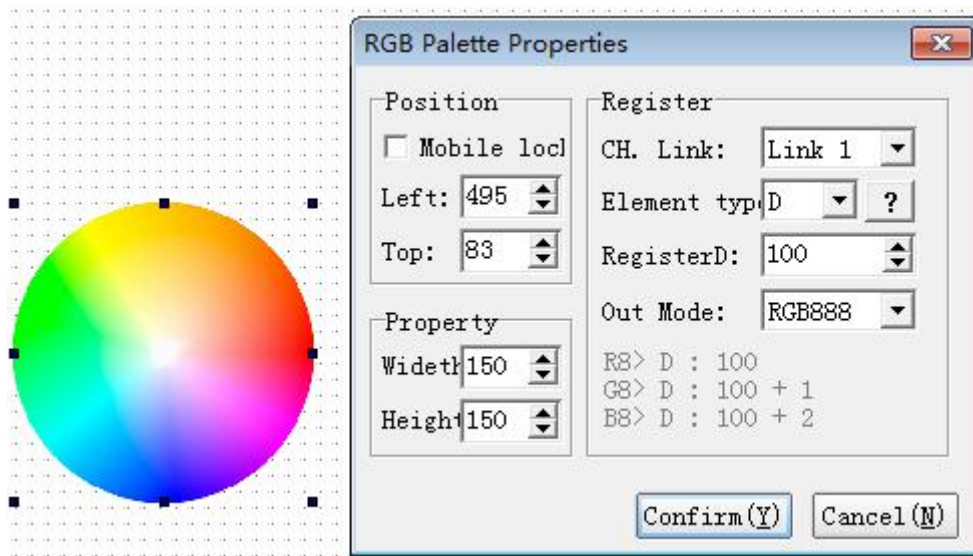 RGB Palette Properties
Position
Mobile locl
Left: 495
Top: 83
Property
Wideth 150
Height 150
Register
CH. Link: Link 1
Element type D ?
RegisterD: 100
Out Mode: RGB888
R8> D : 100
G8> D : 100 + 1
B8> D : 100 + 2
Confirm(Y) Cancel(N)